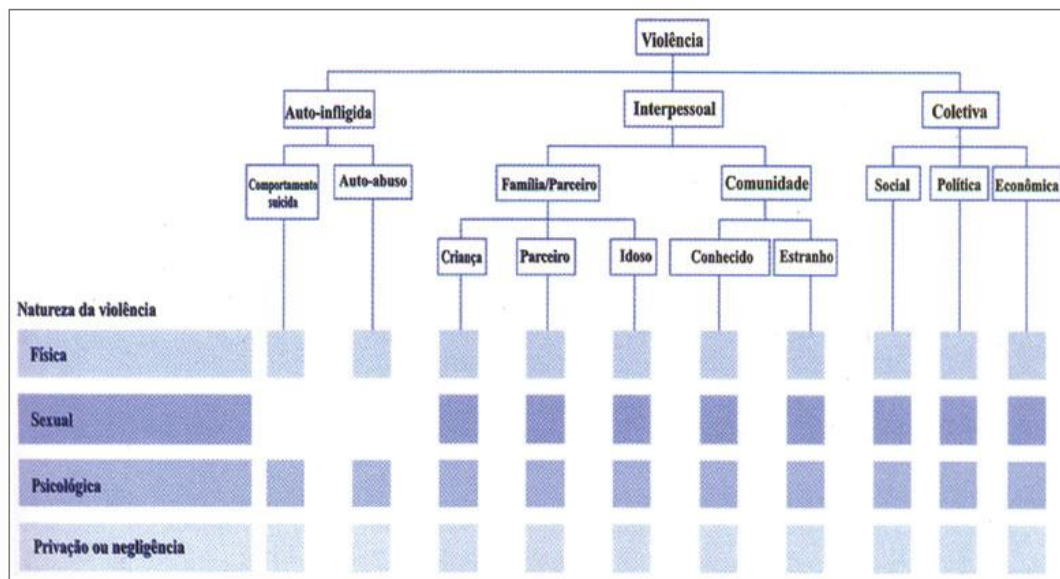 Violência
Auto-infligida
Interpessoal
Coletiva
Comportamento
suicida
Auto-abuso
Família/Parceiro
Comunidade
Social
Política
Econômica
Criança
Parceiro
Idoso
Conhecido
Estranho
Natureza da violência
Física
Sexual
Psicológica
Privação ou negligência